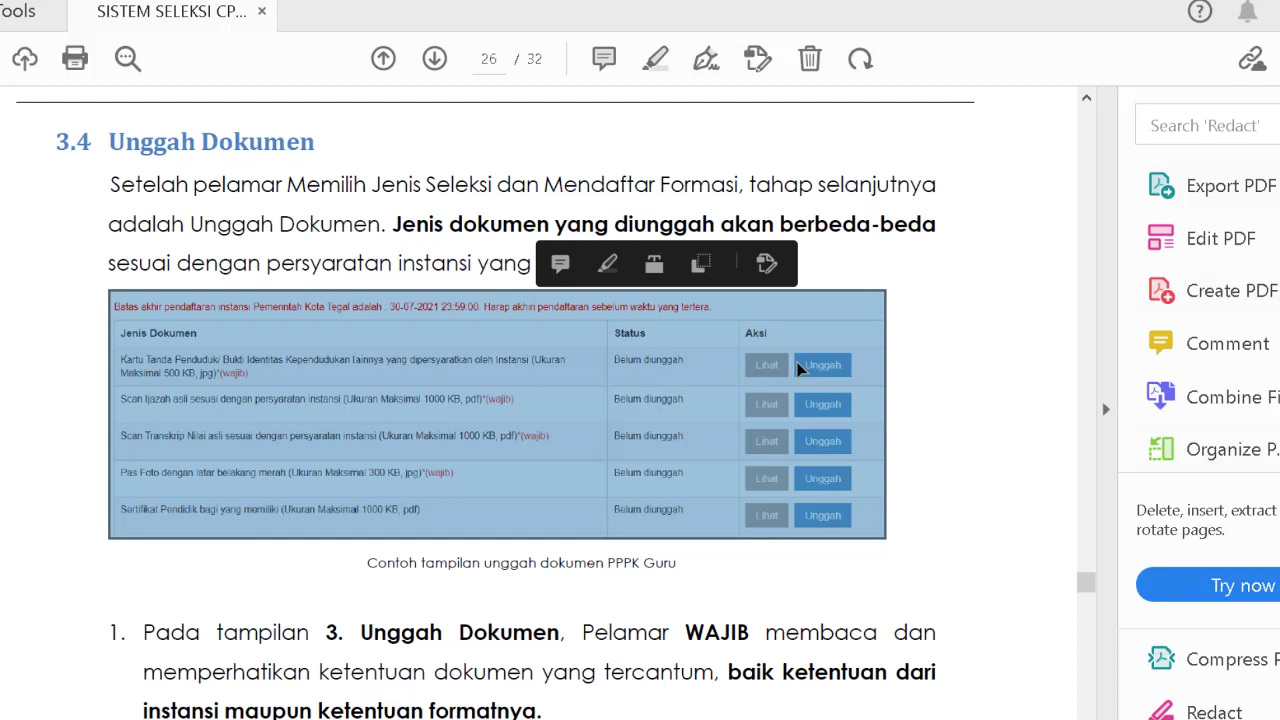 ools
SISTEM SELEKSI CP... ×
26 / 32
Search 'Redact'
3.4 Unggah Dokumen
Setelah pelamar Memilih Jenis Seleksi dan Mendaftar Formasi, tahap selanjutnya
adalah Unggah Dokumen. Jenis dokumen yang diunggah akan berbeda-beda
sesuai dengan persyaratan instansi yang
Batas akhir pendaftaran instansi Pemerintah Kota Tegal adalah : 30-07-2021 23:59:00. Harap akhiri pendaftaran sebelum waktu yang tertera.
Jenis Dokumen Status Aksi
Kartu Tanda Penduduk/ Bukti Identitas Kependudukan lainnya yang dipersyaratkan oleh Instansi (Ukuran
Maksimal 500 KB, jpg)*(wajib) Belum diunggah Lihat Unggah
Scan Ijazah asli sesuai dengan persyaratan instansi (Ukuran Maksimal 1000 KB, pdf)*(wajib) Belum diunggah Lihat Unggah
Scan Transkrip Nilai asli sesuai dengan persyaratan instansi (Ukuran Maksimal 1000 KB, pdf)*(wajib) Belum diunggah Lihat Unggah
Pas Foto dengan latar belakang merah (Ukuran Maksimal 300 KB, jpg)*(wajib) Belum diunggah Lihat Unggah
Sertifikat Pendidik bagi yang memiliki (Ukuran Maksimal 1000 KB, pdf) Belum diunggah Lihat Unggah
Contoh tampilan unggah dokumen PPPK Guru
1. Pada tampilan 3. Unggah Dokumen, Pelamar WAJIB membaca dan
memperhatikan ketentuan dokumen yang tercantum, baik ketentuan dari
instansi maupun ketentuan formatnya.
Export PDF
Edit PDF
Create PDF
Comment
Combine Fi
Organize P...
Delete, insert, extract
rotate pages.
Try now
Compress P
Redact